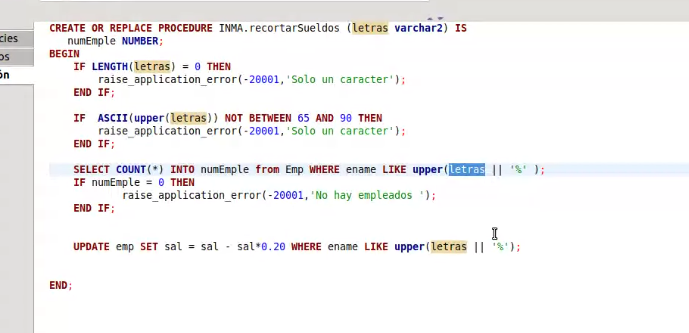 CREATE OR REPLACE PROCEDURE INMA.recortarSueldos (letras varchar2) IS
cies
numEmple NUMBER;
BEGIN
os
IF LENGTH(letras) = 0 THEN
ón
raise_application_error(-20001,'Solo un caracter');
END IF;
IF ASCII(upper(letras)) NOT BETWEEN 65 AND 90 THEN
raise_application_error(-20001,'Solo un caracter');
END IF;
SELECT COUNT(*) INTO numEmple from Emp WHERE ename LIKE upper(letras || '%' );
IF numEmple = 0 THEN
raise_application_error(-20001,'No hay empleados ');
END IF;
UPDATE emp SET sal = sal - sal*0.20 WHERE ename LIKE upper(letras || '%');
END;